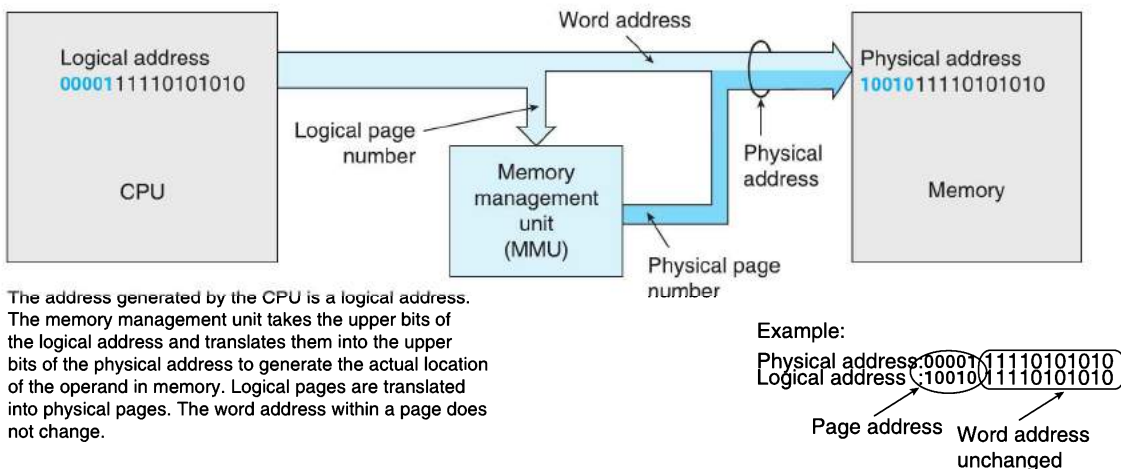 Word address
Logical address
0000111110101010
Physical address
1001011110101010
Logical page
number
Physical
address
CPU
Memory
management
unit
(MMU)
Memory
Physical page
number
The address generated by the CPU is a logical address.
The memory management unit takes the upper bits of
the logical address and translates them into the upper
bits of the physical address to generate the actual location
of the operand in memory. Logical pages are translated
into physical pages. The word address within a page does
not change.
Example:
Physical address:00001 11110101010
Logical address :10010 11110101010
Page address
Word address
unchanged